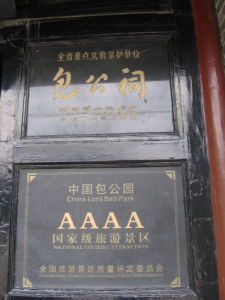 全省重点文物保护单位
包公祠
中国包公园
China Lord Bao Park
AAAA
国家级旅游景区
NATIONAL TOURIST ATTRACTION
全国旅游景区质量评定委员会